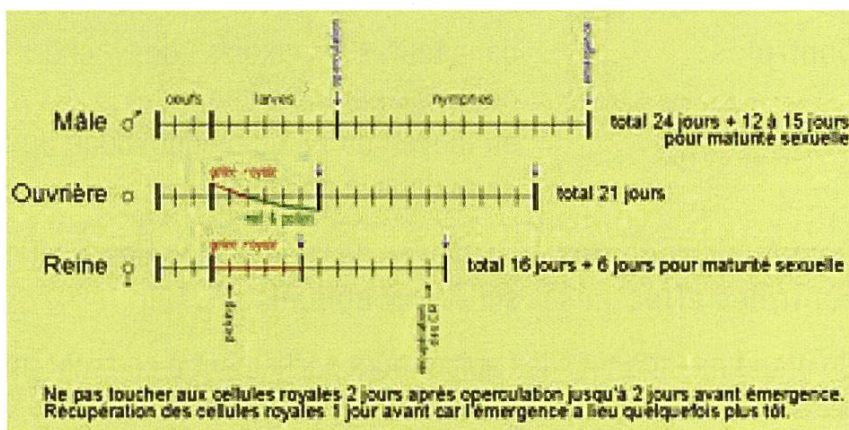 operculation
émergence
oeufs larves nymphes
Mâle ♂ total 24 jours + 12 à 15 jours
pour maturité sexuelle
gelée royale
Ouvrière total 21 jours
miel & pollen
gelée royale
Reine ♀ total 16 jours + 6 jours pour maturité sexuelle
picking
récupération
des CR
Ne pas toucher aux cellules royales 2 jours après operculation jusqu'à 2 jours avant émergence.
Récupération des cellules royales 1 jour avant car l'émergence a lieu quelquefois plus tôt.